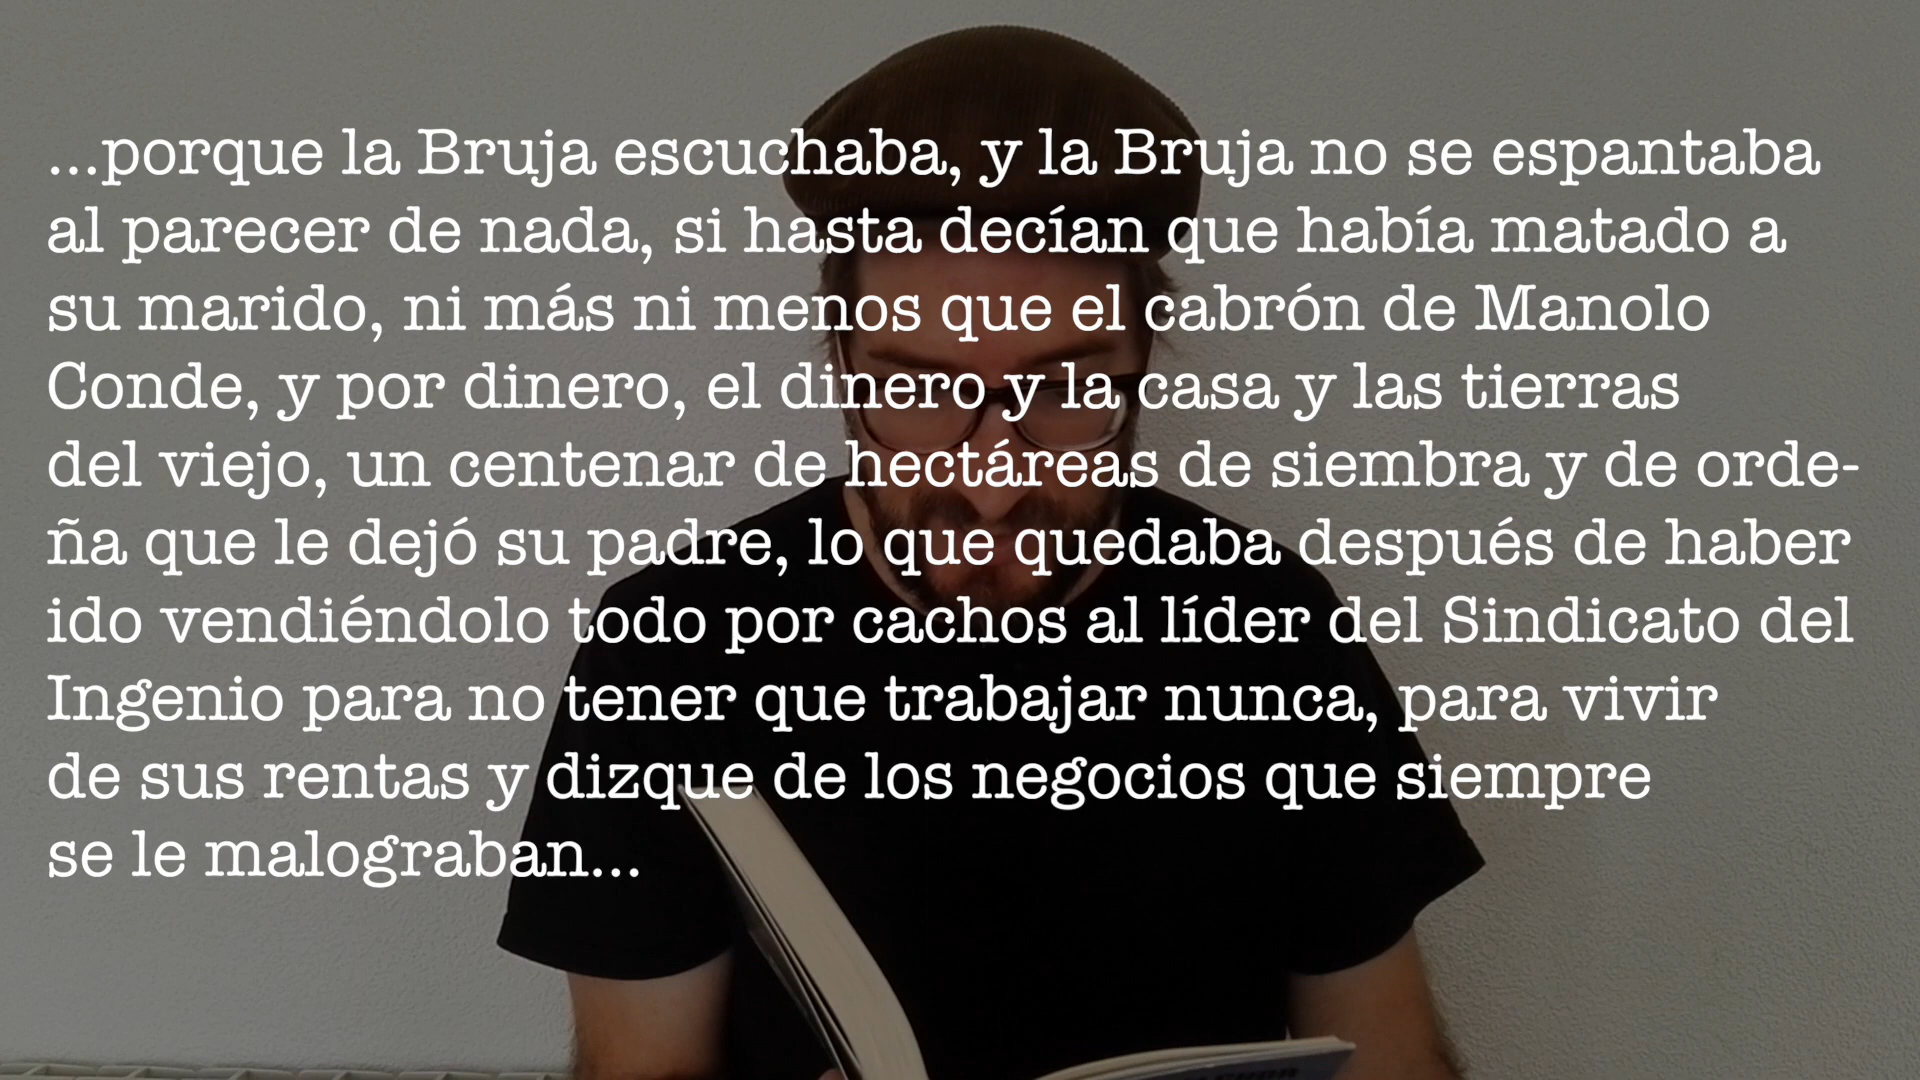 ...porque la Bruja escuchaba, y la Bruja no se espantaba
al parecer de nada, si hasta decían que había matado a
su marido, ni más ni menos que el cabrón de Manolo
Conde, y por dinero, el dinero y la casa y las tierras
del viejo, un centenar de hectáreas de siembra y de orde-
ña que le dejó su padre, lo que quedaba después de haber
ido vendiéndolo todo por cachos al líder del Sindicato del
Ingenio para no tener que trabajar nunca, para vivir
de sus rentas y dizque de los negocios que siempre
se le malograban...